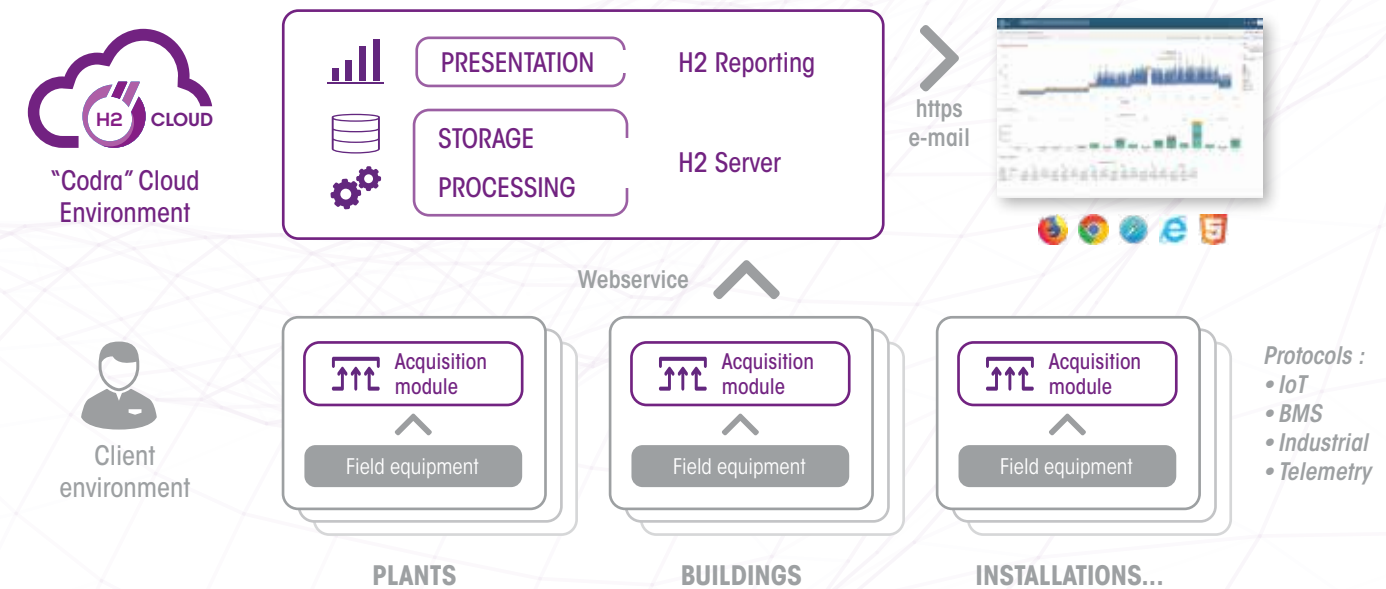 H2 CLOUD
“Codra” Cloud
Environment
PRESENTATION
H2 Reporting
STORAGE
PROCESSING
H2 Server
https
e-mail
Webservice
Client
environment
Acquisition
module
Field equipment
PLANTS
Acquisition
module
Field equipment
BUILDINGS
Acquisition
module
Field equipment
INSTALLATIONS...
Protocols :
• IoT
• BMS
• Industrial
• Telemetry